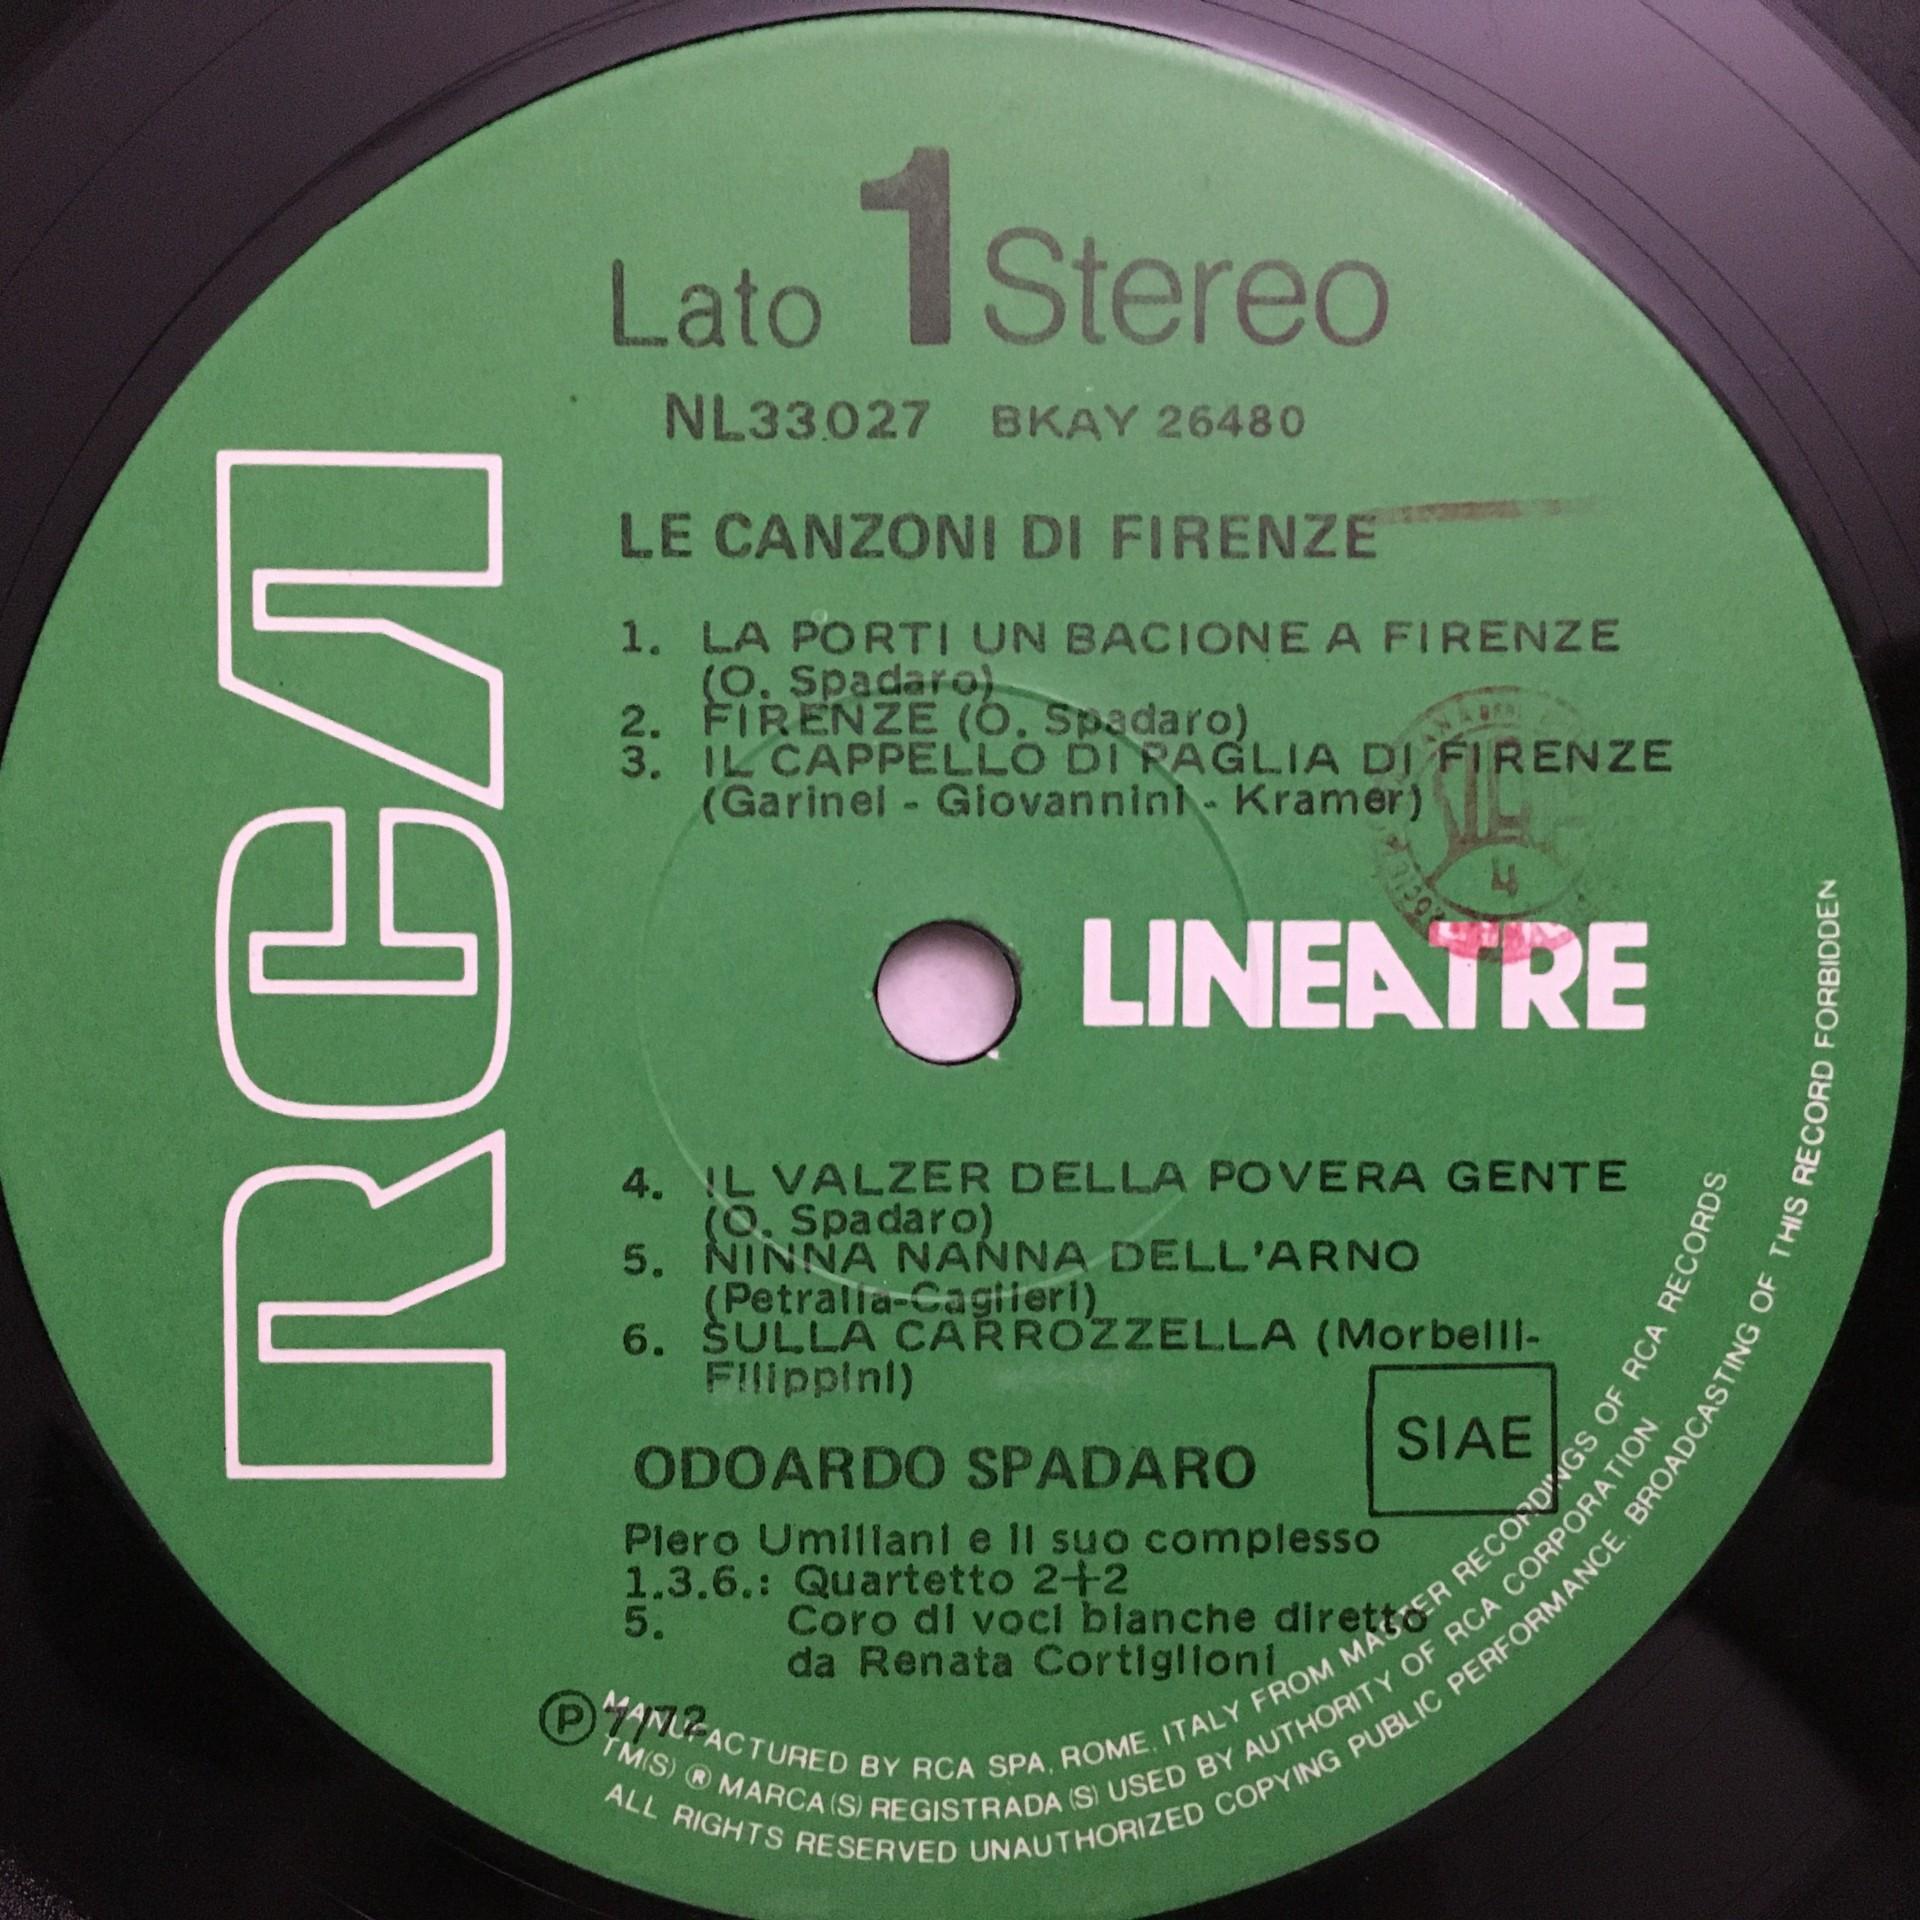 Lato 1 Stereo
NL33027 BKAY 26480
LE CANZONI DI FIRENZE
1. LA PORTI UN BACIONE A FIRENZE
(O. Spadaro)
2. FIRENZE (O. Spadaro)
3. IL CAPPELLO DI PAGLIA DI FIRENZE
(Garinei - Giovannini - Kramer)
RCA
LINEATRE
4. IL VALZER DELLA POVERA GENTE
(O. Spadaro)
5. NINNA NANNA DELL'ARNO
(Petralia-Caglieri)
6. SULLA CARROZZELLA (Morbelli-
Filippini)
SIAE
ODOARDO SPADARO
Piero Umiliani e il suo complesso
1.3.6.: Quartetto 2+2
5. Coro di voci bianche diretto
da Renata Cortiglioni
Ⓟ 7/72
MANUFACTURED BY RCA SPA, ROME, ITALY FROM MASTER RECORDINGS OF RCA RECORDS
TM(S) ® MARCA(S) REGISTRADA(S) USED BY AUTHORITY OF RCA CORPORATION
ALL RIGHTS RESERVED UNAUTHORIZED COPYING PUBLIC PERFORMANCE. BROADCASTING OF THIS RECORD FORBIDDEN